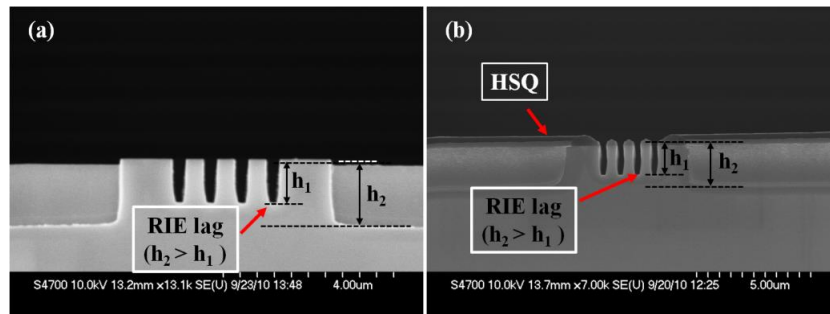 (a)
h₁
h₂
RIE lag
(h₂ > h₁ )
S4700 10.0kV 13.2mm x13.1k SE(U) 9/23/10 13:48 4.00um
(b)
HSQ
h₁
h₂
RIE lag
(h₂ > h₁ )
S4700 10.0kV 13.7mm x7.00k SE(U) 9/20/10 12:25 5.00um